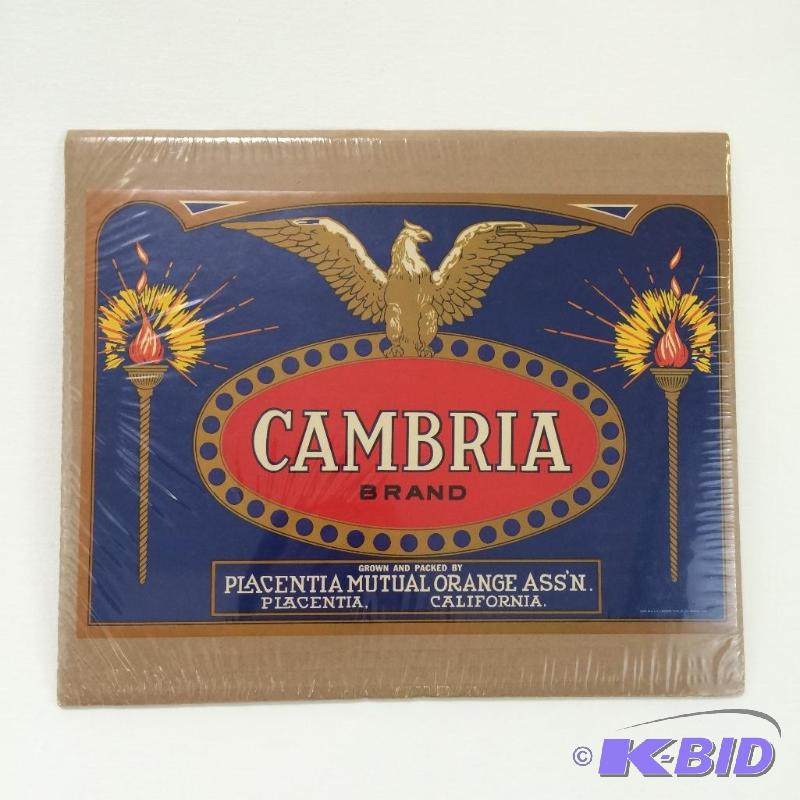 CAMBRIA
BRAND
GROWN AND PACKED BY
PLACENTIA MUTUAL ORANGE ASS'N.
PLACENTIA, CALIFORNIA.
© K-BID